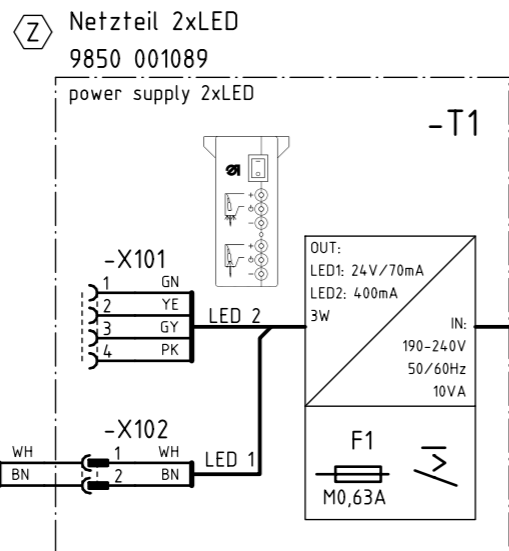 Z
Netzteil 2xLED
9850 001089
power supply 2xLED
-T1
-X101
1 GN
2 YE
3 GY
4 PK
LED 2
OUT:
LED1: 24V/70mA
LED2: 400mA
3W
IN:
190-240V
50/60Hz
10VA
-X102
WH 1 WH
BN 2 BN
LED 1
F1
M0,63A